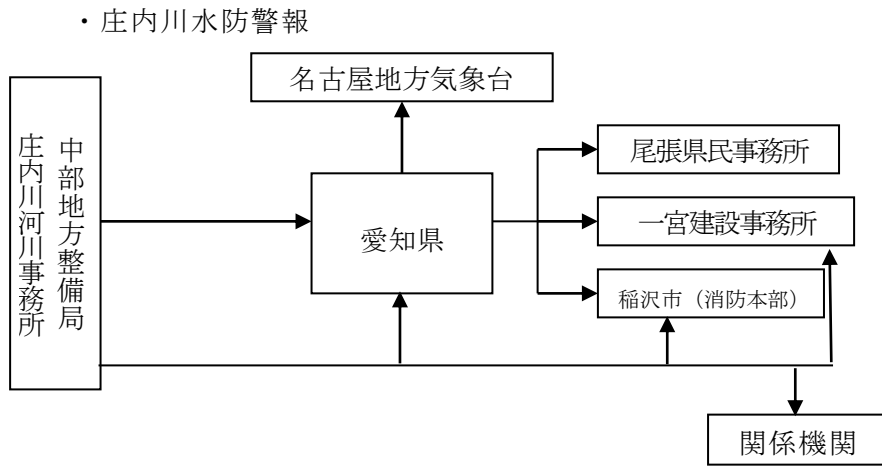 ・庄内川水防警報
名古屋地方気象台
中部地方整備局
庄内川河川事務所
尾張県民事務所
愛知県
一宮建設事務所
稲沢市（消防本部）
関係機関